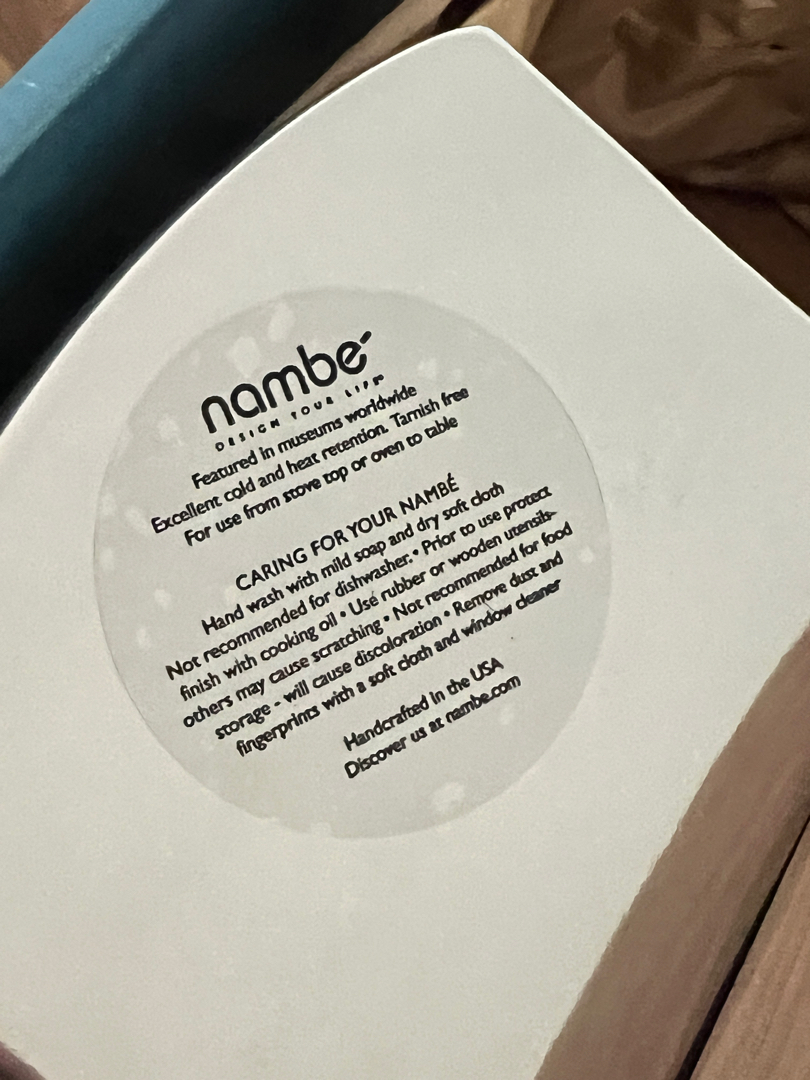 nambé
DESIGN YOUR LIFE
Featured in museums worldwide
Excellent cold and heat retention. Tarnish free
For use from stove top or oven to table
CARING FOR YOUR NAMBÉ
Hand wash with mild soap and dry soft cloth
Not recommended for dishwasher. • Prior to use protect
finish with cooking oil • Use rubber or wooden utensils-
others may cause scratching • Not recommended for food
storage - will cause discoloration • Remove dust and
fingerprints with a soft cloth and window cleaner
Handcrafted in the USA
Discover us at nambe.com